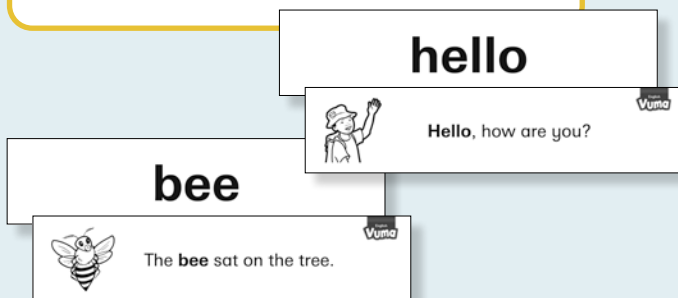 hello
Vuma
Hello, how are you?
bee
Vuma
The bee sat on the tree.